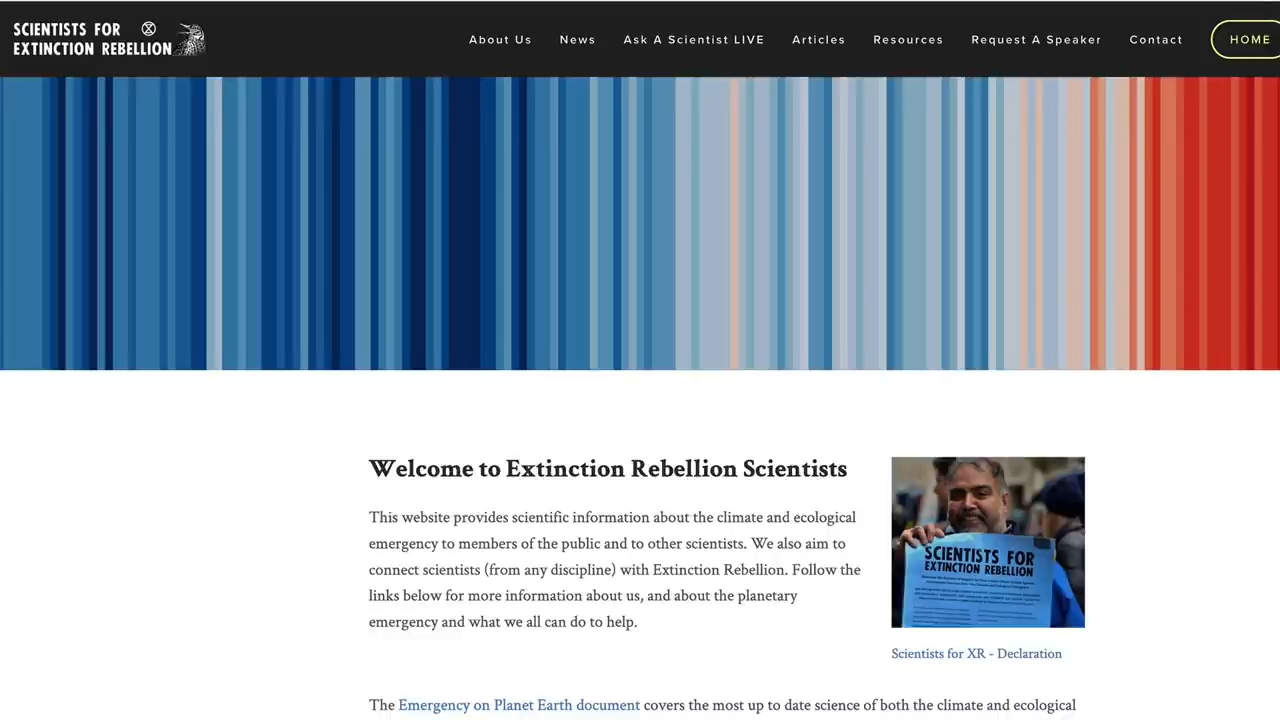 SCIENTISTS FOR
EXTINCTION REBELLION
About Us
News
Ask A Scientist LIVE
Articles
Resources
Request A Speaker
Contact
HOME
Welcome to Extinction Rebellion Scientists
This website provides scientific information about the climate and ecological
emergency to members of the public and to other scientists. We also aim to
connect scientists (from any discipline) with Extinction Rebellion. Follow the
links below for more information about us, and about the planetary
emergency and what we all can do to help.
SCIENTISTS FOR
EXTINCTION REBELLION
Scientists for XR - Declaration
The Emergency on Planet Earth document covers the most up to date science of both the climate and ecological